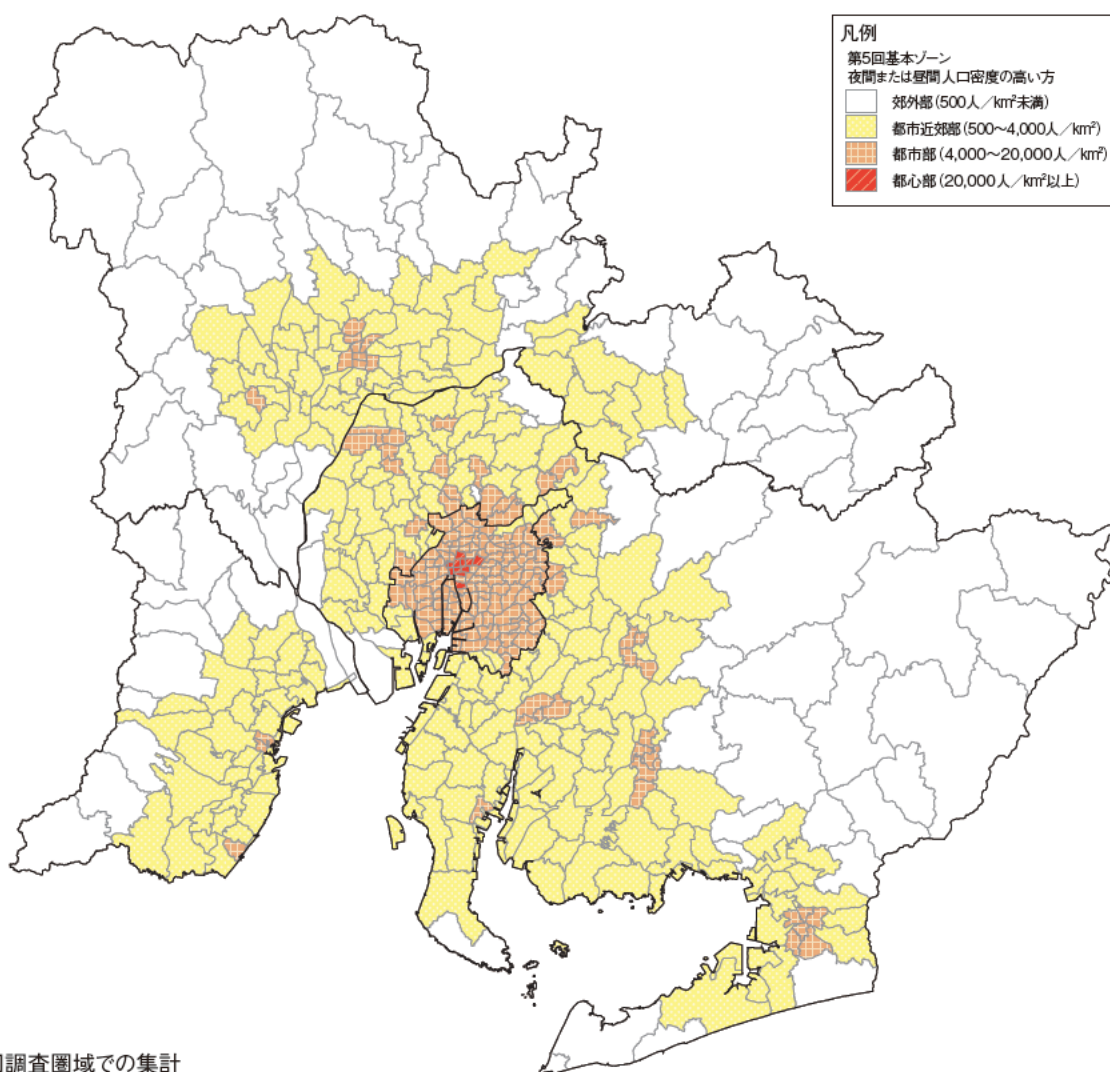 凡例
第5回基本ゾーン
夜間または昼間人口密度の高い方
郊外部(500人/km²未満)
都市近郊部(500〜4,000人/km²)
都市部(4,000〜20,000人/km²)
都心部(20,000人/km²以上)
調査圏域での集計